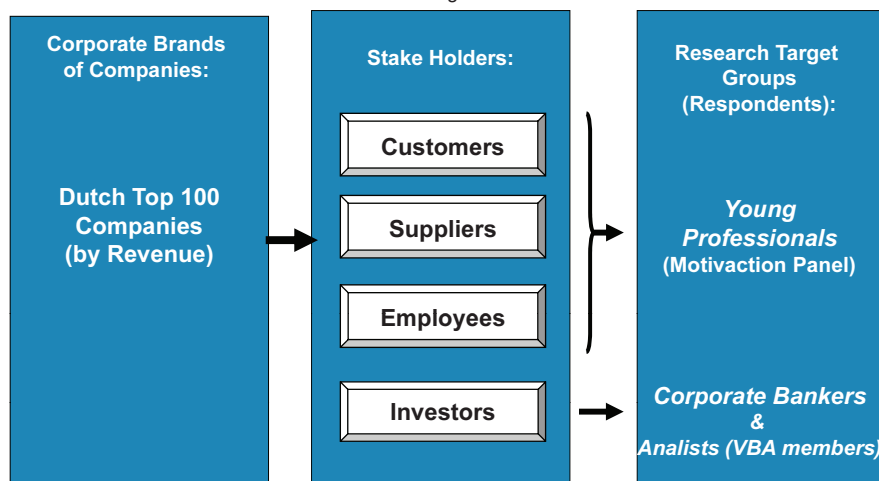 Corporate Brands
of Companies:
Dutch Top 100
Companies
(by Revenue)
Stake Holders:
Customers
Suppliers
Employees
Investors
Research Target
Groups
(Respondents):
Young
Professionals
(Motivaction Panel)
Corporate Bankers
&
Analists (VBA members)